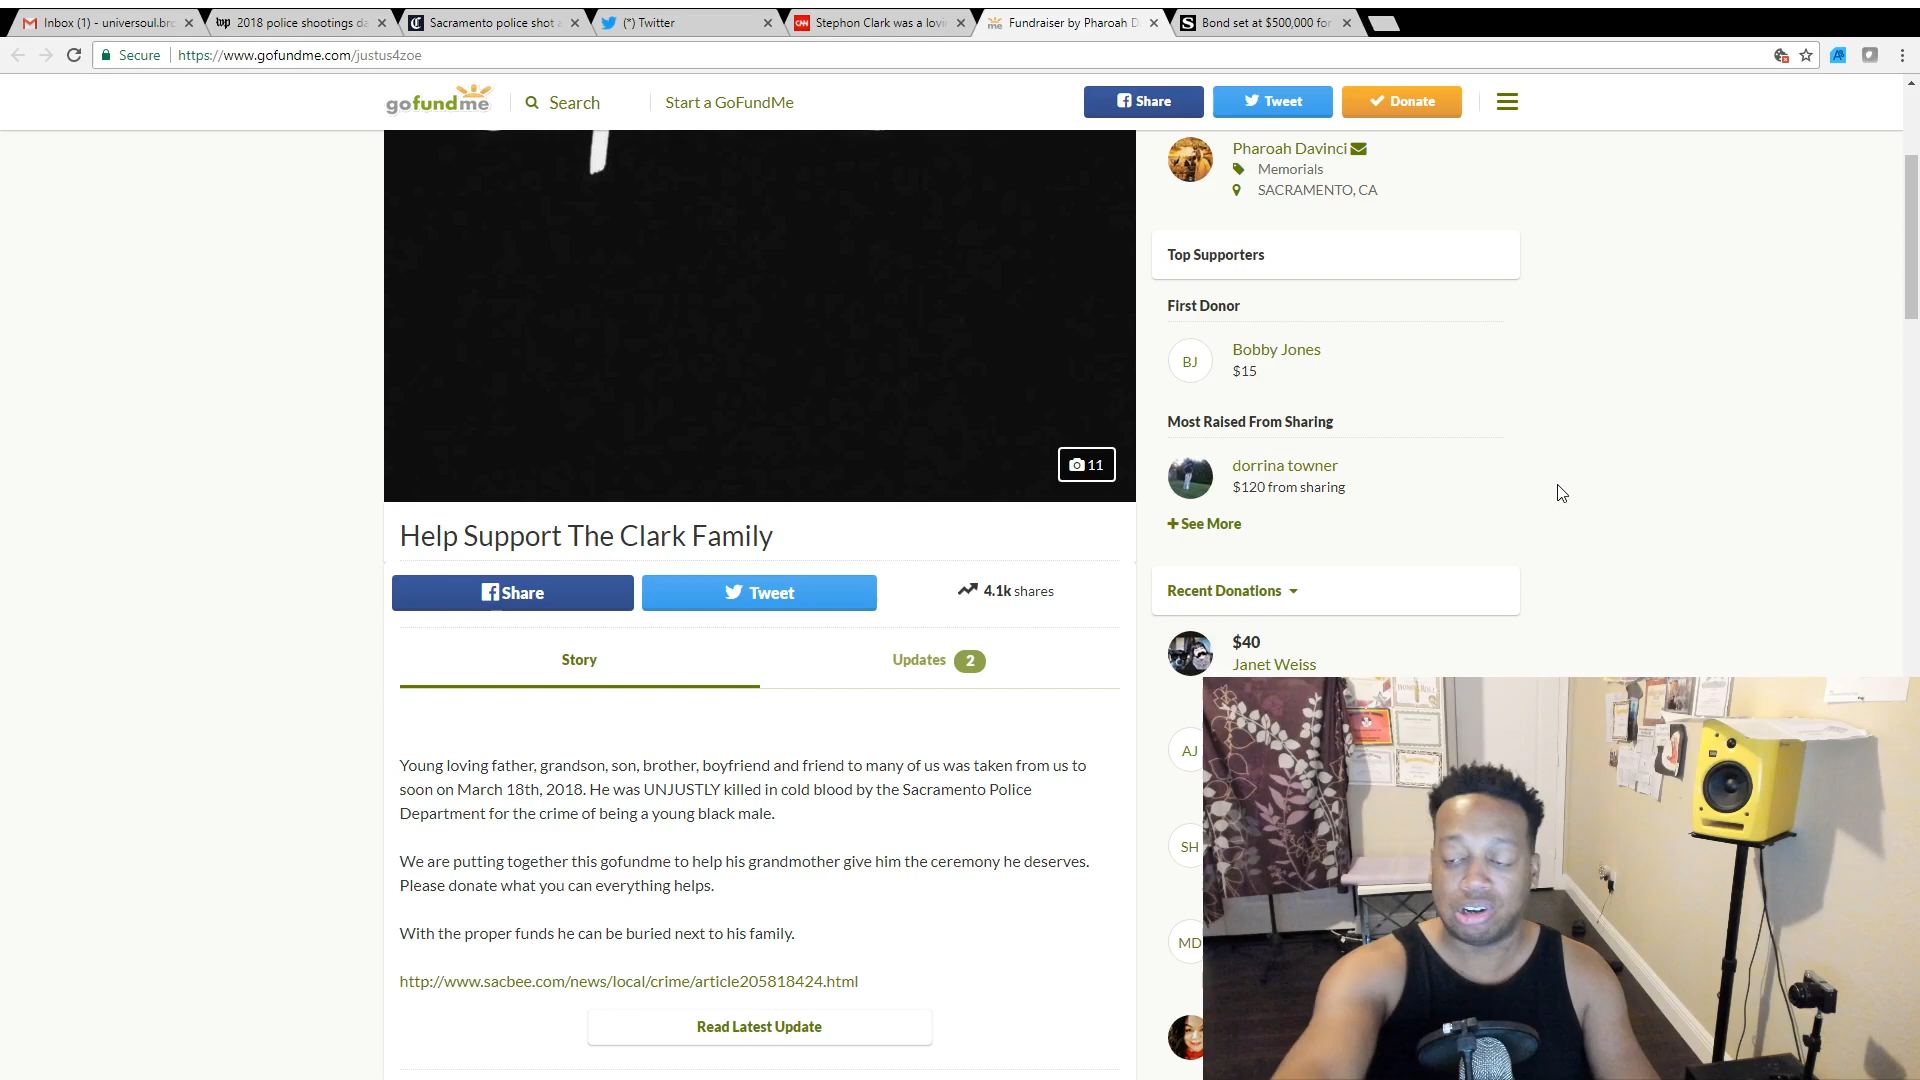 Inbox (1) - universoul.bro
2018 police shootings da
Sacramento police shot a
(*) Twitter
Stephon Clark was a lovi
Fundraiser by Pharoah D
Bond set at $500,000 for
Secure
https://www.gofundme.com/justus4zoe
gofundme
Search
Start a GoFundMe
Share
Tweet
Donate
Pharoah Davinci
Memorials
SACRAMENTO, CA
Top Supporters
First Donor
BJ
Bobby Jones
$15
Most Raised From Sharing
dorrina towner
$120 from sharing
+ See More
11
Help Support The Clark Family
Share
Tweet
4.1k shares
Recent Donations
$40
Janet Weiss
Story
Updates 2
AJ
SH
MD
Young loving father, grandson, son, brother, boyfriend and friend to many of us was taken from us to
soon on March 18th, 2018. He was UNJUSTLY killed in cold blood by the Sacramento Police
Department for the crime of being a young black male.
We are putting together this gofundme to help his grandmother give him the ceremony he deserves.
Please donate what you can everything helps.
With the proper funds he can be buried next to his family.
http://www.sacbee.com/news/local/crime/article205818424.html
Read Latest Update